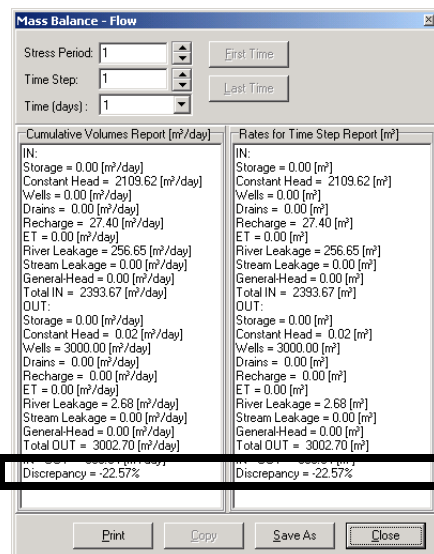 Mass Balance - Flow
Stress Period: 1
First Time
Time Step: 1
Last Time
Time (days) : 1
Cumulative Volumes Report [m³/day]
IN:
Storage = 0.00 [m³/day]
Constant Head = 2109.62 [m³/day]
Wells = 0.00 [m³/day]
Drains = 0.00 [m³/day]
Recharge = 27.40 [m³/day]
ET = 0.00 [m³/day]
River Leakage = 256.65 [m³/day]
Stream Leakage = 0.00 [m³/day]
General-Head = 0.00 [m³/day]
Total IN = 2393.67 [m³/day]
OUT:
Storage = 0.00 [m³/day]
Constant Head = 0.02 [m³/day]
Wells = 3000.00 [m³/day]
Drains = 0.00 [m³/day]
Recharge = 0.00 [m³/day]
ET = 0.00 [m³/day]
River Leakage = 2.68 [m³/day]
Stream Leakage = 0.00 [m³/day]
General-Head = 0.00 [m³/day]
Total OUT = 3002.70 [m³/day]
Discrepancy = -22.57%
Rates for Time Step Report [m³]
IN:
Storage = 0.00 [m³]
Constant Head = 2109.62 [m³]
Wells = 0.00 [m³]
Drains = 0.00 [m³]
Recharge = 27.40 [m³]
ET = 0.00 [m³]
River Leakage = 256.65 [m³]
Stream Leakage = 0.00 [m³]
General-Head = 0.00 [m³]
Total IN = 2393.67 [m³]
OUT:
Storage = 0.00 [m³]
Constant Head = 0.02 [m³]
Wells = 3000.00 [m³]
Drains = 0.00 [m³]
Recharge = 0.00 [m³]
ET = 0.00 [m³]
River Leakage = 2.68 [m³]
Stream Leakage = 0.00 [m³]
General-Head = 0.00 [m³]
Total OUT = 3002.70 [m³]
Discrepancy = -22.57%
Print
Copy
Save As
Close